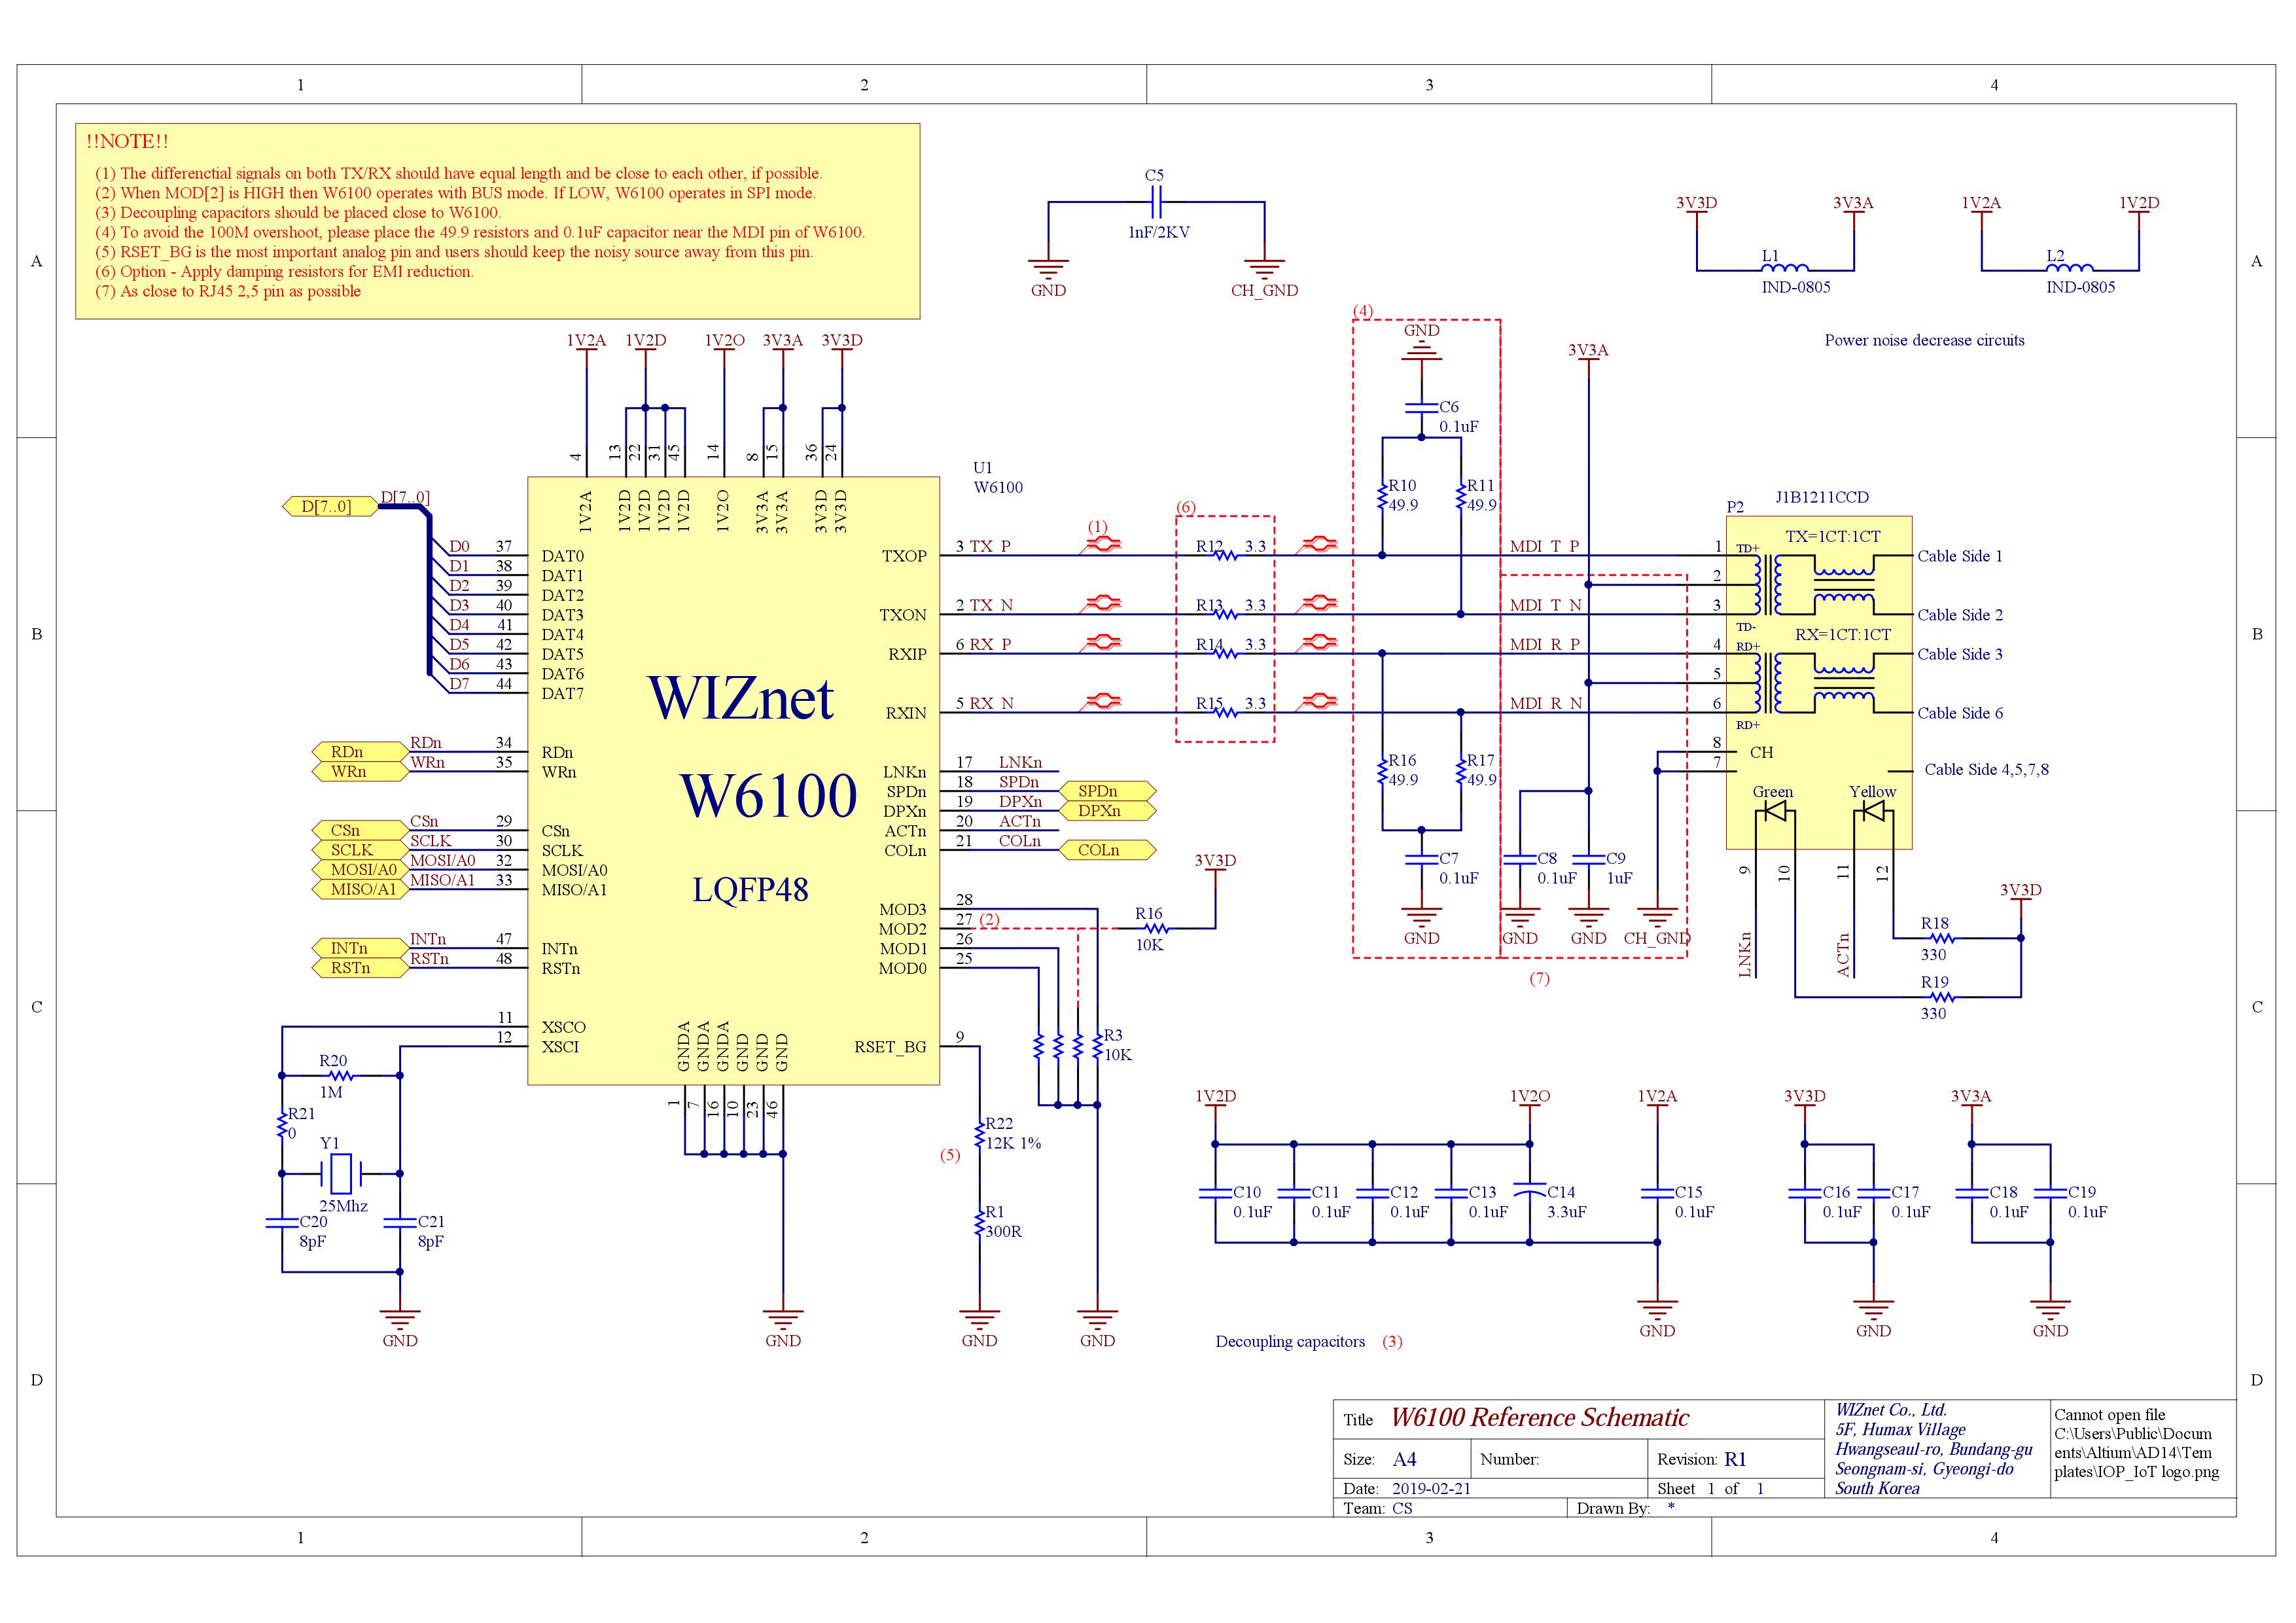 1
2
3
4
A
A
!!NOTE!!
(1) The differenctial signals on both TX/RX should have equal length and be close to each other, if possible.
(2) When MOD[2] is HIGH then W6100 operates with BUS mode. If LOW, W6100 operates in SPI mode.
(3) Decoupling capacitors should be placed close to W6100.
(4) To avoid the 100M overshoot, please place the 49.9 resistors and 0.1uF capacitor near the MDI pin of W6100.
(5) RSET_BG is the most important analog pin and users should keep the noisy source away from this pin.
(6) Option - Apply damping resistors for EMI reduction.
(7) As close to RJ45 2,5 pin as possible
C5
1nF/2KV
GND
CH_GND
3V3D
3V3A
L1
IND-0805
1V2A
1V2D
L2
IND-0805
Power noise decrease circuits
1V2A
1V2D
1V2O
3V3A
3V3D
4
13
22
31
45
14
8
15
36
24
1V2A
1V2D
1V2D
1V2D
1V2D
1V2O
3V3A
3V3A
3V3D
3V3D
U1
W6100
B
B
D[7..0]
D[7..0]
D0 37 DAT0
D1 38 DAT1
D2 39 DAT2
D3 40 DAT3
D4 41 DAT4
D5 42 DAT5
D6 43 DAT6
D7 44 DAT7
RDn RDn 34 RDn
WRn WRn 35 WRn
CSn CSn 29 CSn
SCLK SCLK 30 SCLK
MOSI/A0 MOSI/A0 32 MOSI/A0
MISO/A1 MISO/A1 33 MISO/A1
INTn INTn 47 INTn
RSTn RSTn 48 RSTn
11 XSCO
12 XSCI
WIZnet
W6100
LQFP48
TXOP 3 TX_P
TXON 2 TX_N
RXIP 6 RX_P
RXIN 5 RX_N
LNKn 17 LNKn
SPDn 18 SPDn SPDn
DPXn 19 DPXn DPXn
ACTn 20 ACTn
COLn 21 COLn COLn
MOD3 28
MOD2 27 (2)
MOD1 26
MOD0 25
RSET_BG 9
GNDA
GNDA
GNDA
GND
GND
GND
1
7
16
10
23
46
GND
(1)
(6)
R12 3.3
R13 3.3
R14 3.3
R15 3.3
(4)
GND
C6
0.1uF
R10
49.9
R11
49.9
R16
49.9
R17
49.9
C7
0.1uF
GND
3V3A
MDI_T_P
MDI_T_N
MDI_R_P
MDI_R_N
C8
0.1uF
GND
C9
1uF
GND
CH_GND
(7)
J1B1211CCD
P2
TX=1CT:1CT
1 TD+
2
3
TD-
RX=1CT:1CT
4 RD+
5
6
RD+
8 CH
7
Cable Side 1
Cable Side 2
Cable Side 3
Cable Side 6
Cable Side 4,5,7,8
Green
Yellow
9
10
11
12
LNKn
ACTn
3V3D
R18
330
R19
330
3V3D
R16
10K
R3
10K
GND
R22
12K 1%
(5)
R1
300R
GND
C
C
R20
1M
R21
0
Y1
25Mhz
C20
8pF
C21
8pF
GND
1V2D
1V2O
1V2A
3V3D
3V3A
C10
0.1uF
C11
0.1uF
C12
0.1uF
C13
0.1uF
C14
3.3uF
C15
0.1uF
C16
0.1uF
C17
0.1uF
C18
0.1uF
C19
0.1uF
GND
GND
GND
Decoupling capacitors (3)
D
D
Title W6100 Reference Schematic
Size: A4 Number: Revision: R1
Date: 2019-02-21 Sheet 1 of 1
Team: CS Drawn By: *
WIZnet Co., Ltd.
5F, Humax Village
Hwangseaul-ro, Bundang-gu
Seongnam-si, Gyeongi-do
South Korea
Cannot open file
C:\Users\Public\Docum
ents\Altium\AD14\Tem
plates\IOP_IoT logo.png
1
2
3
4